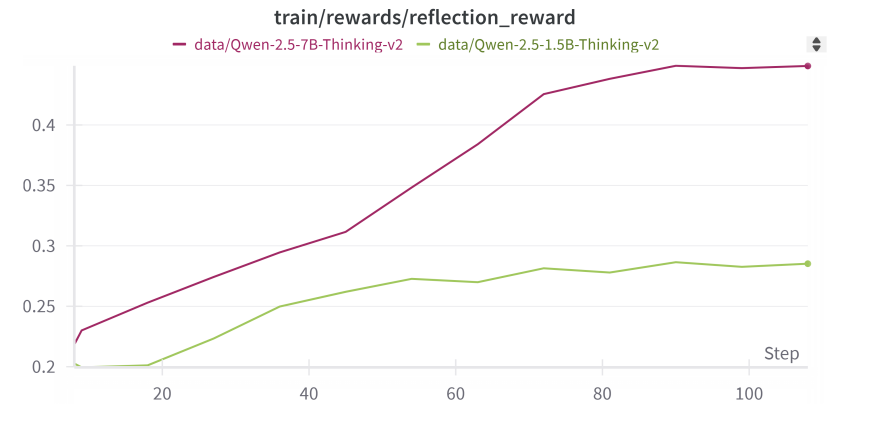 train/rewards/reflection_reward
data/Qwen-2.5-7B-Thinking-v2 data/Qwen-2.5-1.5B-Thinking-v2
0.4
0.35
0.3
0.25
0.2
Step
20 40 60 80 100